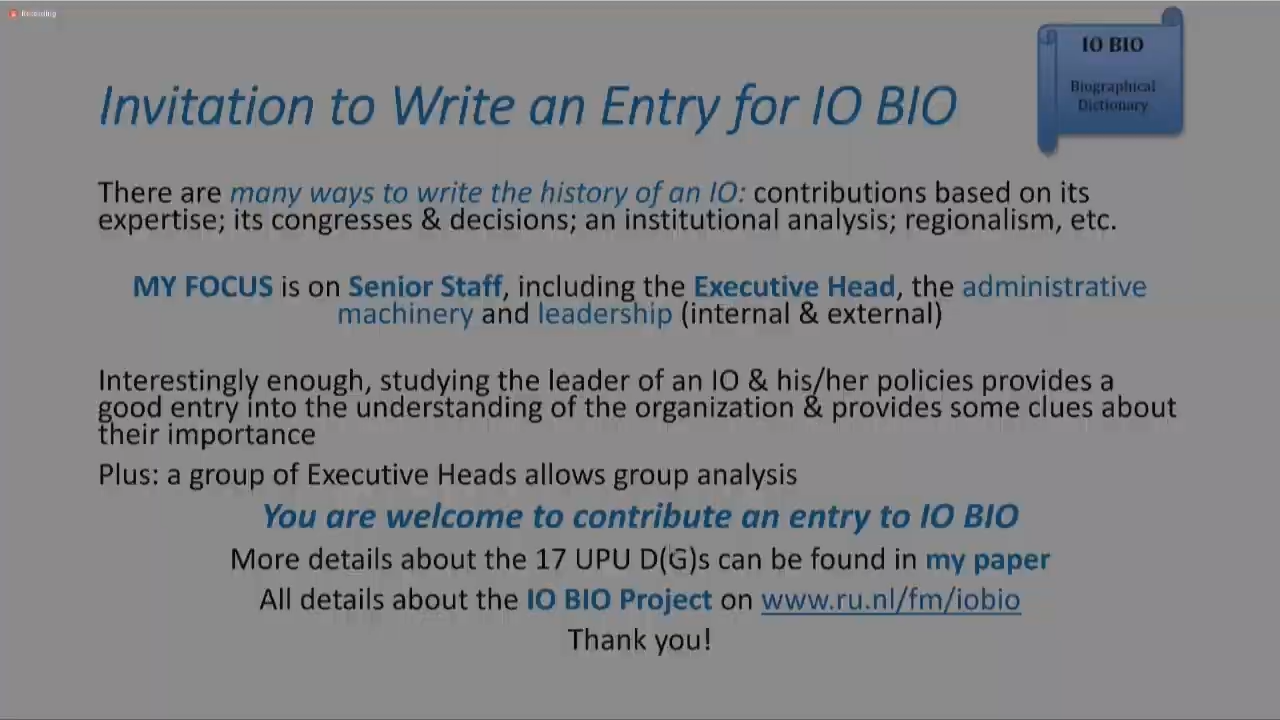 Recording
IO BIO
Biographical
Dictionary
Invitation to Write an Entry for IO BIO
There are many ways to write the history of an IO: contributions based on its
expertise; its congresses & decisions; an institutional analysis; regionalism, etc.
MY FOCUS is on Senior Staff, including the Executive Head, the administrative
machinery and leadership (internal & external)
Interestingly enough, studying the leader of an IO & his/her policies provides a
good entry into the understanding of the organization & provides some clues about
their importance
Plus: a group of Executive Heads allows group analysis
You are welcome to contribute an entry to IO BIO
More details about the 17 UPU D(G)s can be found in my paper
All details about the IO BIO Project on www.ru.nl/fm/iobio
Thank you!